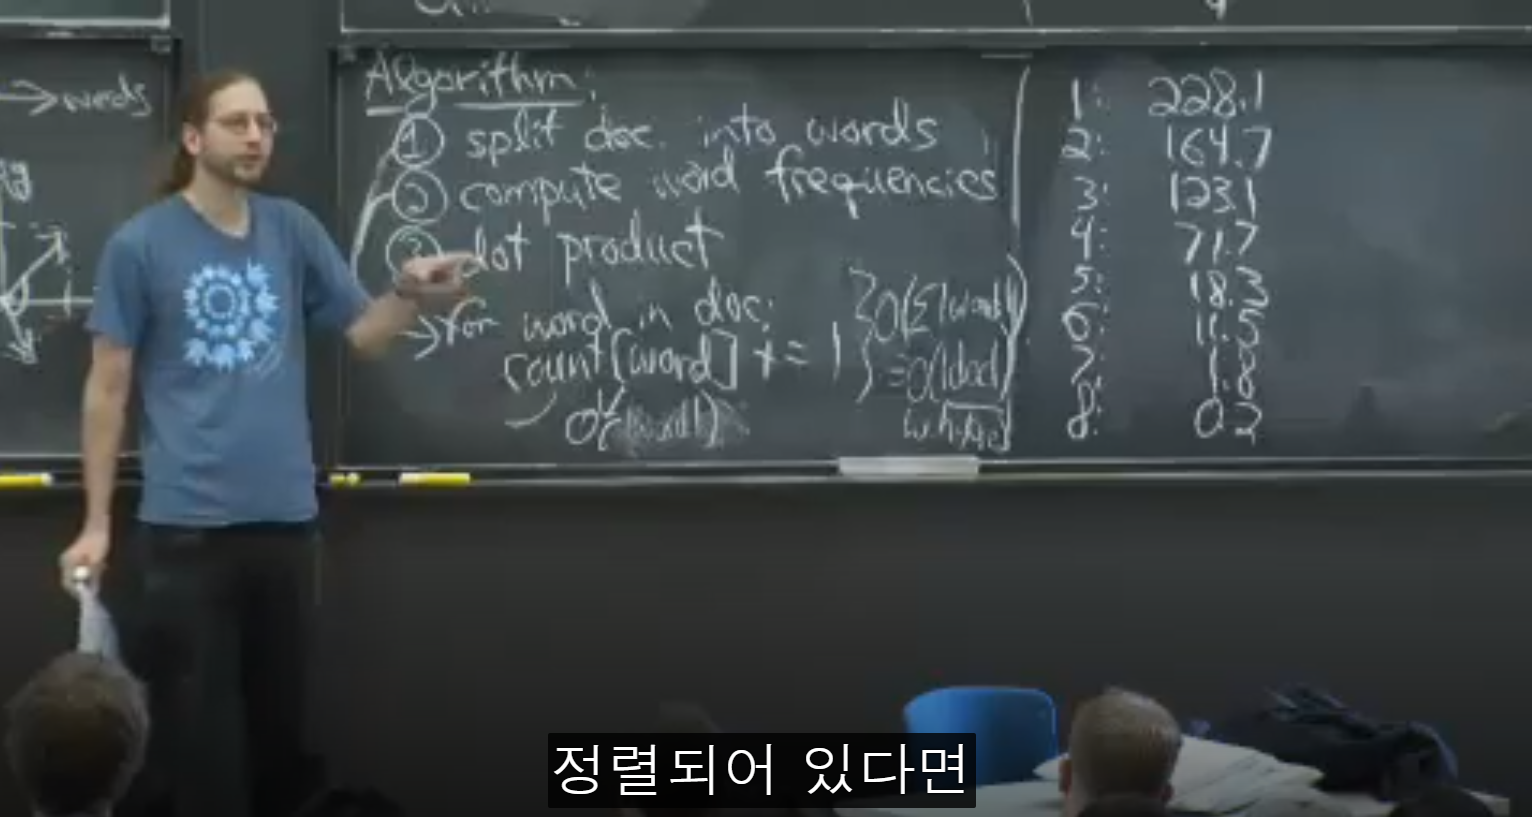 →words
Algorithm:
① split doc. into words
② compute word frequencies
③ dot product
→for word in doc:
count[word] += 1
O(Σ|word|)
=O(|doc|)
O(|word|)
1: 228.1
2: 164.7
3: 123.1
4: 71.7
5: 18.3
6: 11.5
7: 1.8
8: 0.2
정렬되어 있다면